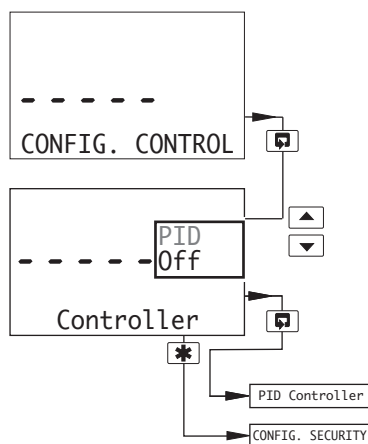 - - - - -
CONFIG. CONTROL
PID
- - - - - Off
Controller
PID Controller
CONFIG. SECURITY